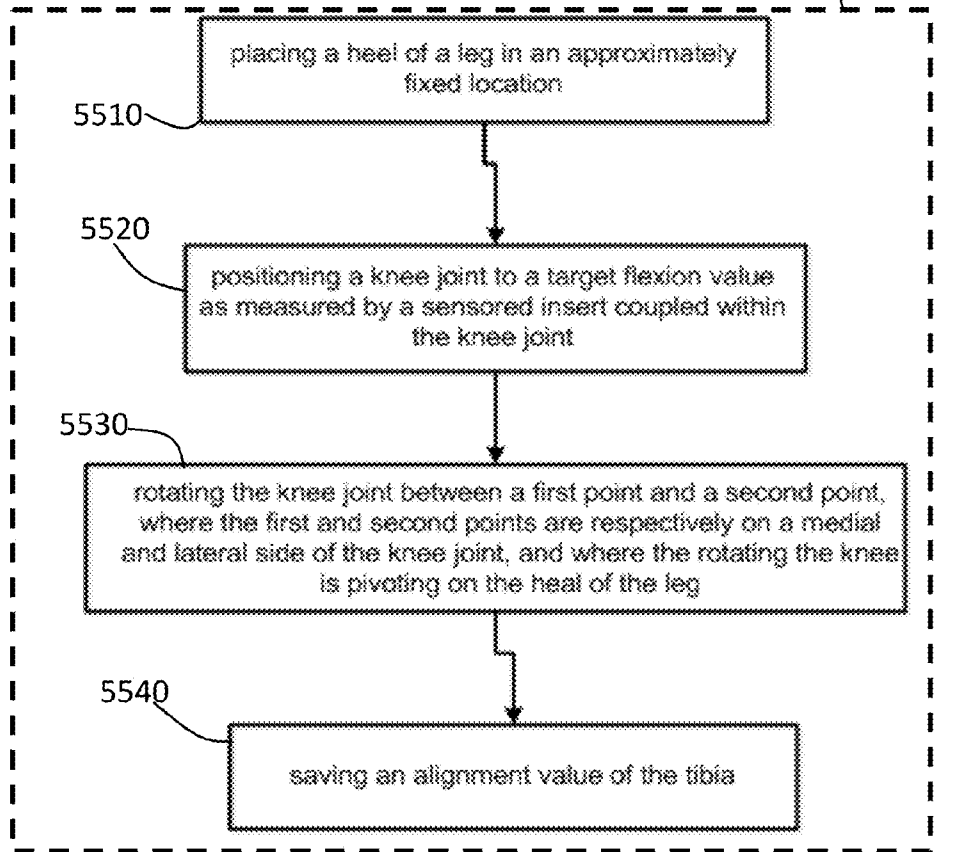 placing a heel of a leg in an approximately
fixed location
5510
5520
positioning a knee joint to a target flexion value
as measured by a sensored insert coupled within
the knee joint
5530
rotating the knee joint between a first point and a second point,
where the first and second points are respectively on a medial
and lateral side of the knee joint, and where the rotating the knee
is pivoting on the heal of the leg
5540
saving an alignment value of the tibia